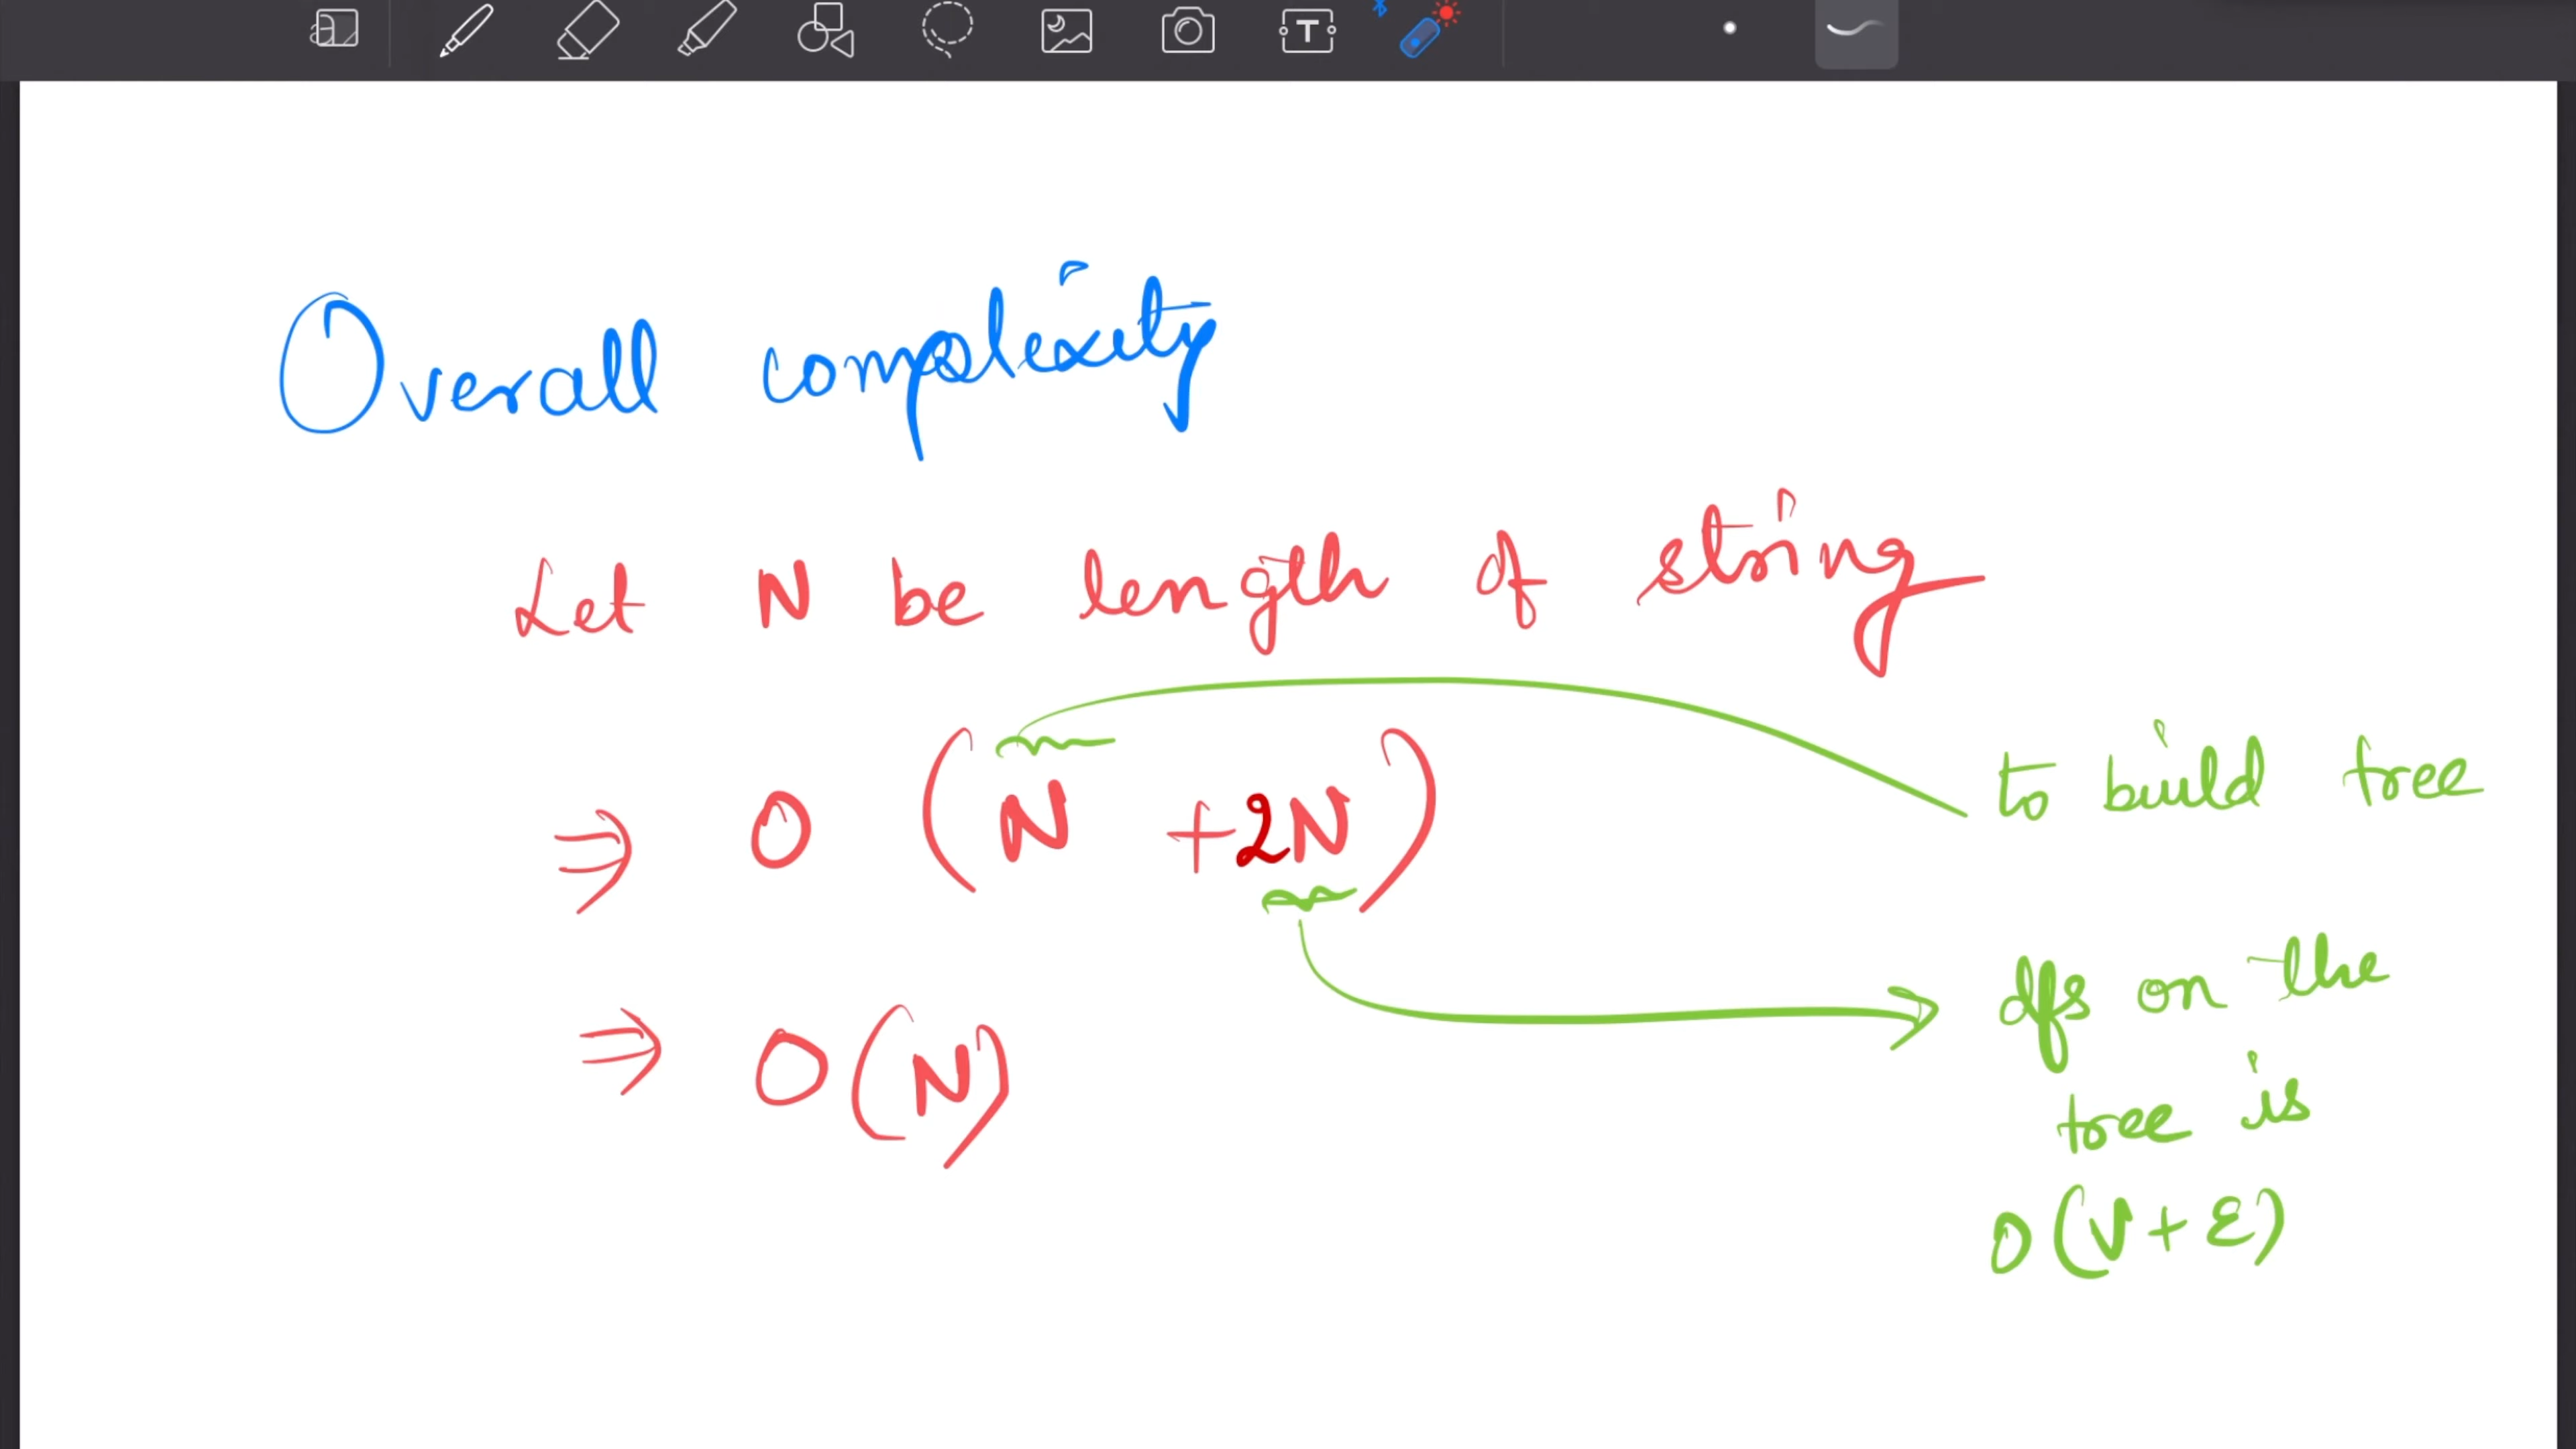 Overall complexity
Let N be length of string
⇒ O (N + 2N)
to build tree
⇒ O(N)
dfs on the
tree is
O(V+E)